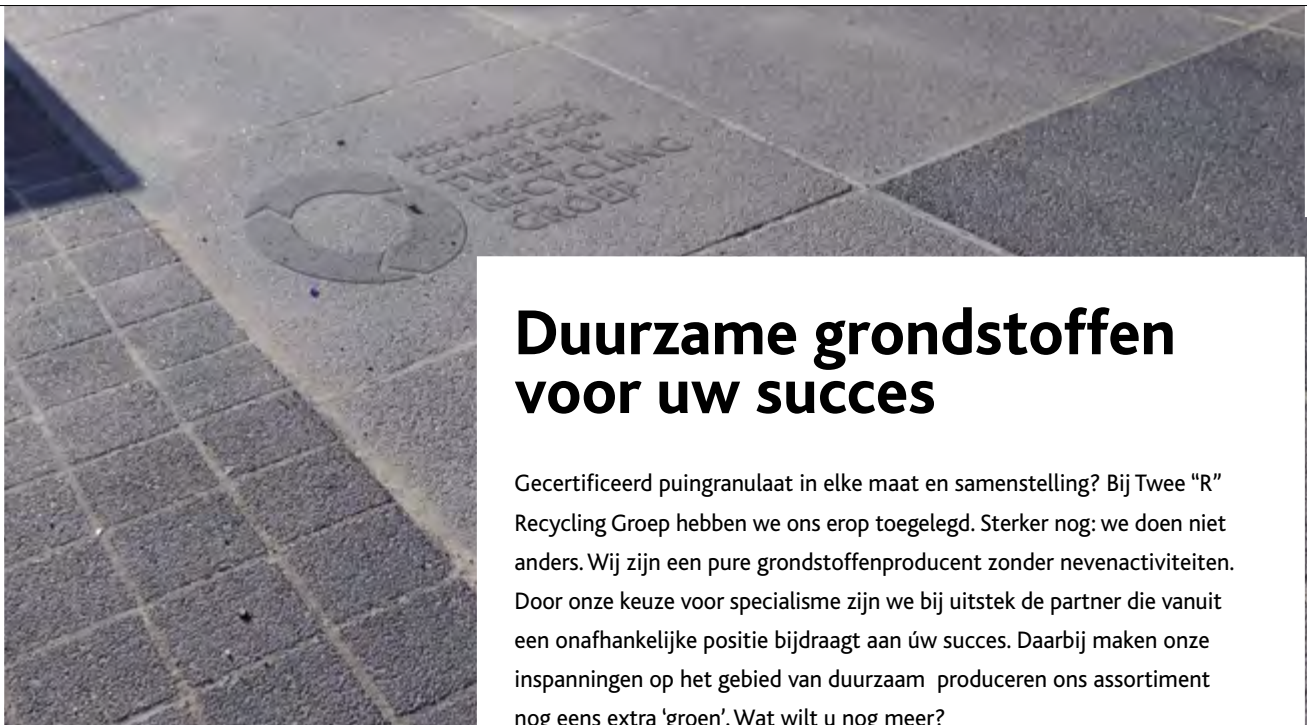 MEDE MOGELIJK
GEMAAKT DOOR
TWEE "R"
RECYCLING
GROEP
Duurzame grondstoffen
voor uw succes
Gecertificeerd puingranulaat in elke maat en samenstelling? Bij Twee “R”
Recycling Groep hebben we ons erop toegelegd. Sterker nog: we doen niet
anders. Wij zijn een pure grondstoffenproducent zonder nevenactiviteiten.
Door onze keuze voor specialisme zijn we bij uitstek de partner die vanuit
een onafhankelijke positie bijdraagt aan úw succes. Daarbij maken onze
inspanningen op het gebied van duurzaam produceren ons assortiment
nog eens extra ‘groen’. Wat wilt u nog meer?